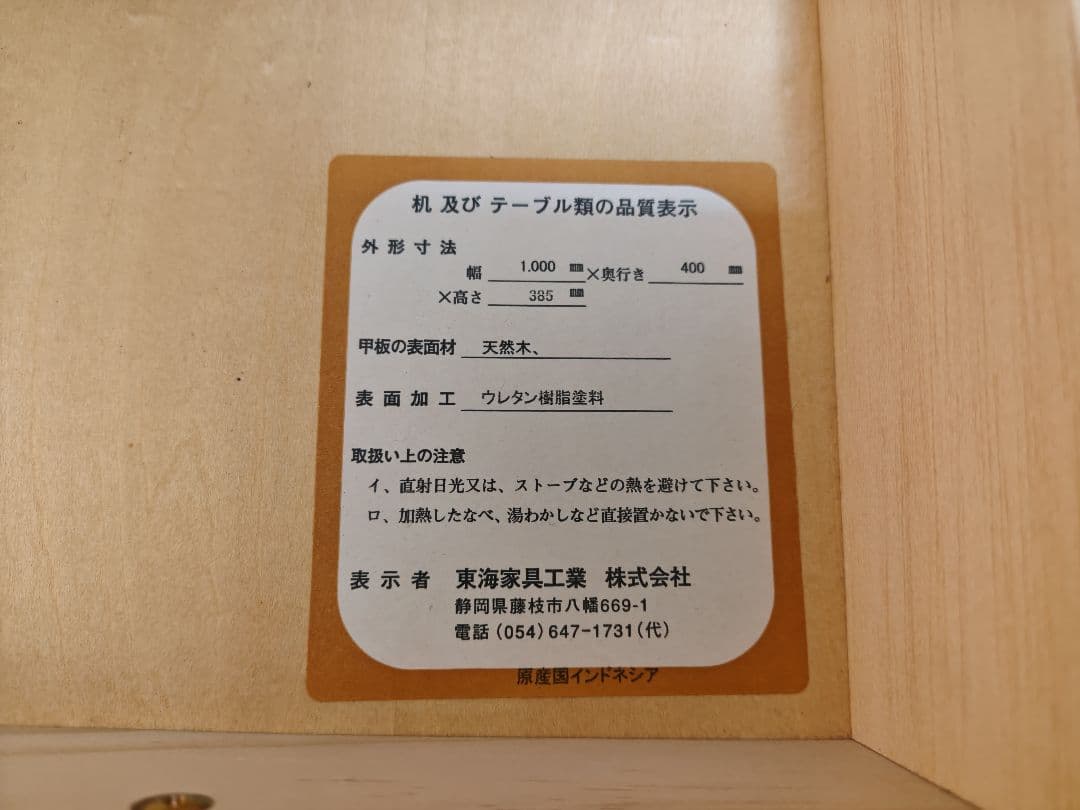 机 及び テーブル類の品質表示
外形寸法
幅 1.000 ㎜ ×奥行き 400 ㎜
×高さ 385 ㎜
甲板の表面材 天然木、
表面加工 ウレタン樹脂塗料
取扱い上の注意
イ、直射日光又は、ストーブなどの熱を避けて下さい。
ロ、加熱したなべ、湯わかしなど直接置かないで下さい。
表示者 東海家具工業 株式会社
静岡県藤枝市八幡669-1
電話(054)647-1731(代)
原産国インドネシア